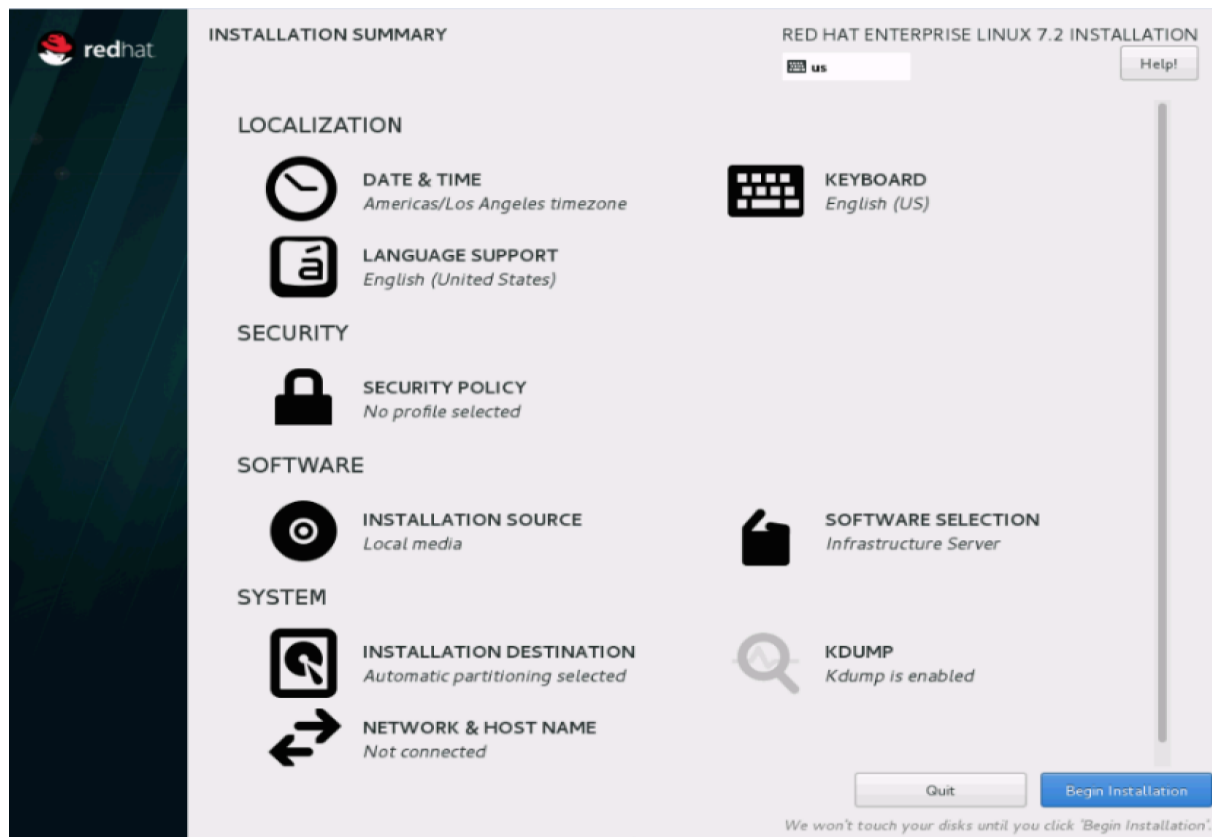 redhat
INSTALLATION SUMMARY
RED HAT ENTERPRISE LINUX 7.2 INSTALLATION
us
Help!
LOCALIZATION
DATE & TIME
Americas/Los Angeles timezone
KEYBOARD
English (US)
á
LANGUAGE SUPPORT
English (United States)
SECURITY
SECURITY POLICY
No profile selected
SOFTWARE
INSTALLATION SOURCE
Local media
SOFTWARE SELECTION
Infrastructure Server
SYSTEM
INSTALLATION DESTINATION
Automatic partitioning selected
KDUMP
Kdump is enabled
NETWORK & HOST NAME
Not connected
Quit
Begin Installation
We won't touch your disks until you click 'Begin Installation'.